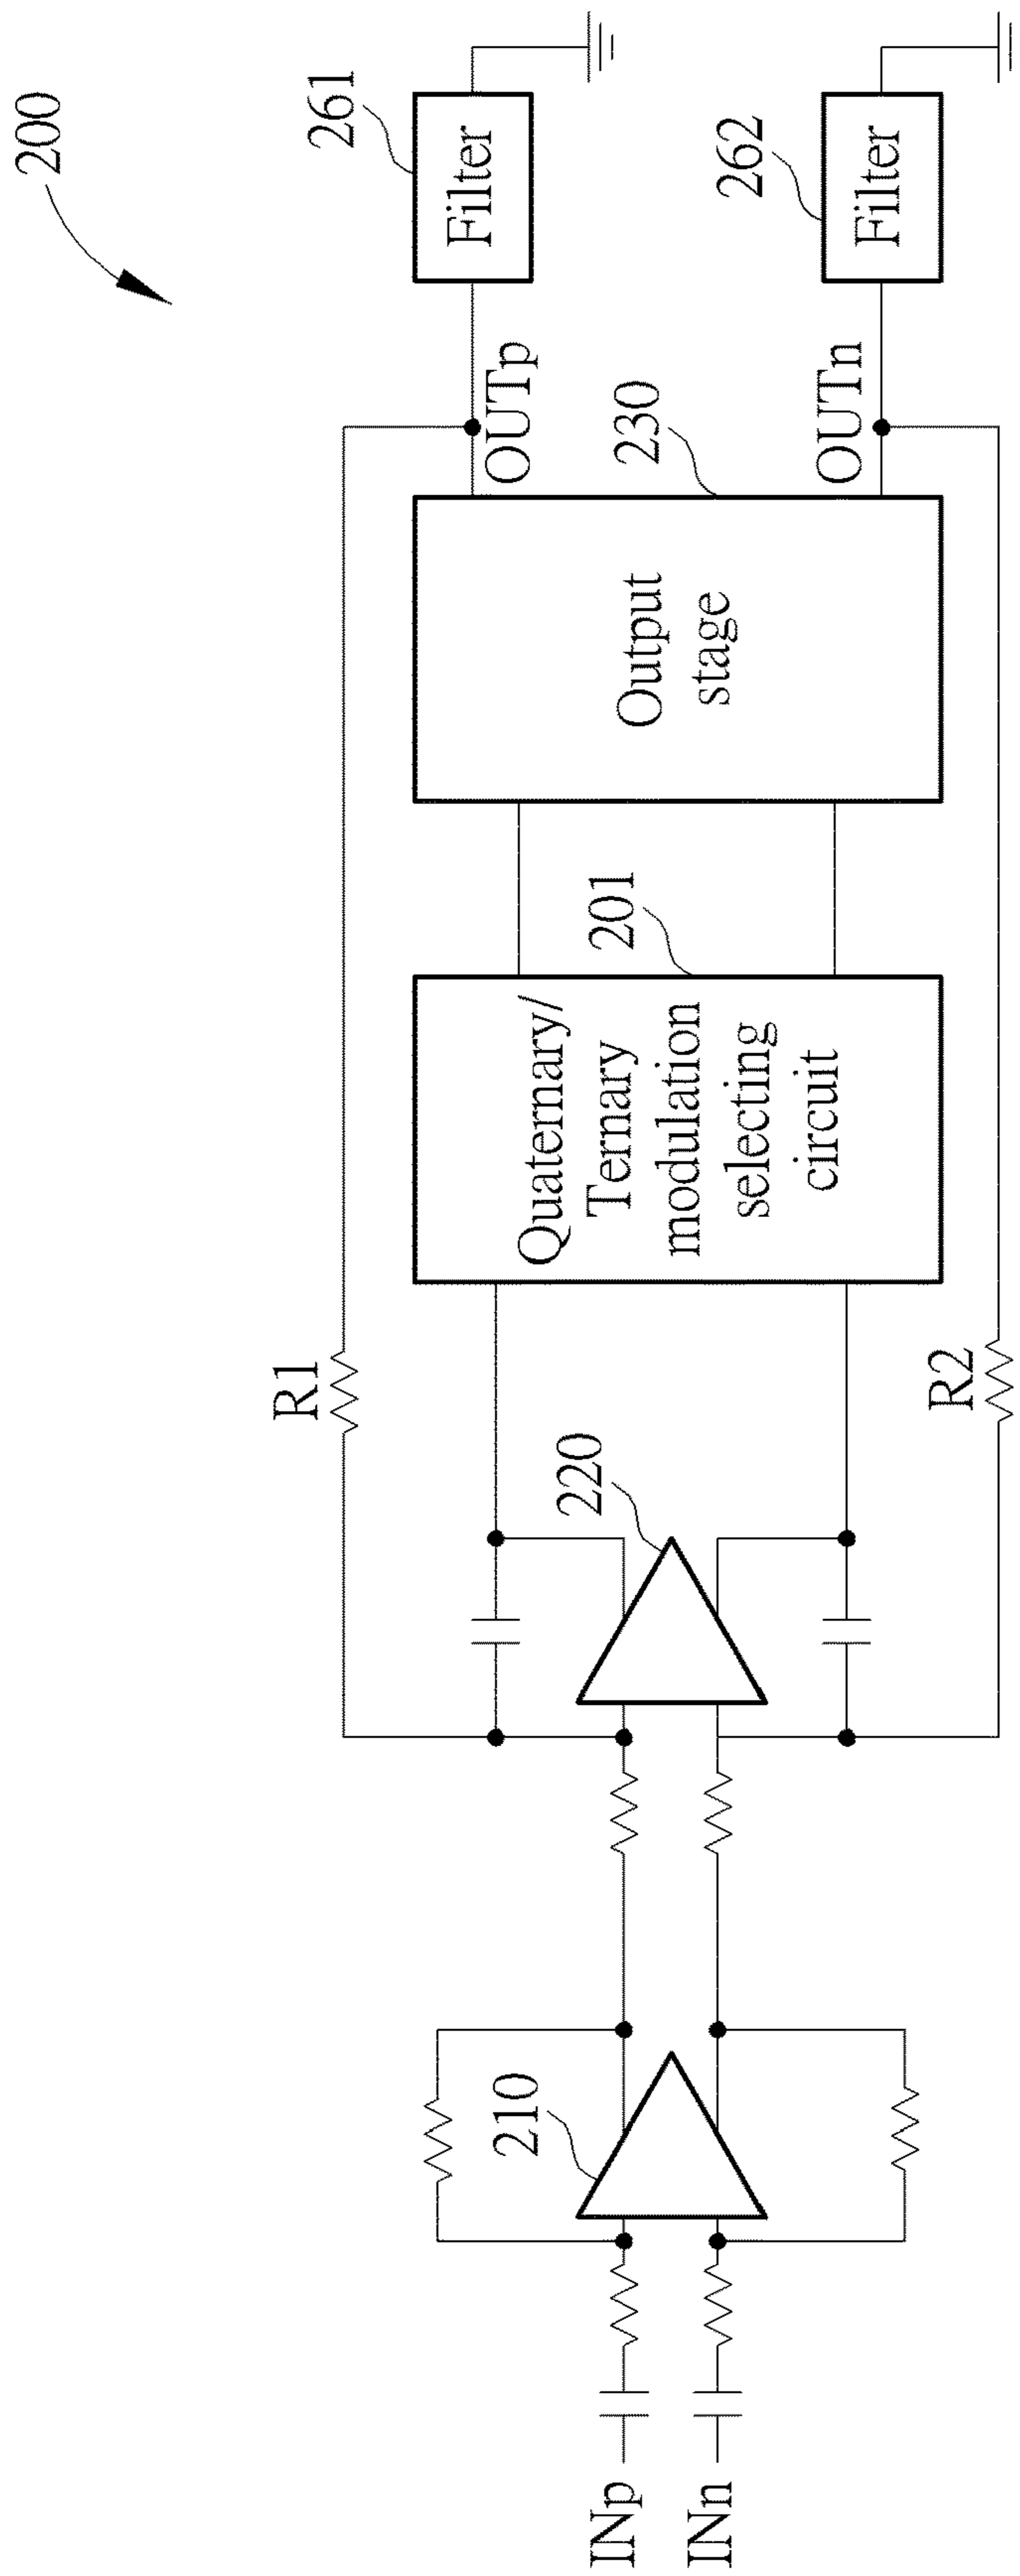 200
R1
261
Filter
OUTp
INp
INn
210
220
Quaternary/
Ternary
modulation
selecting
circuit
201
Output
stage
230
OUTn
262
Filter
R2